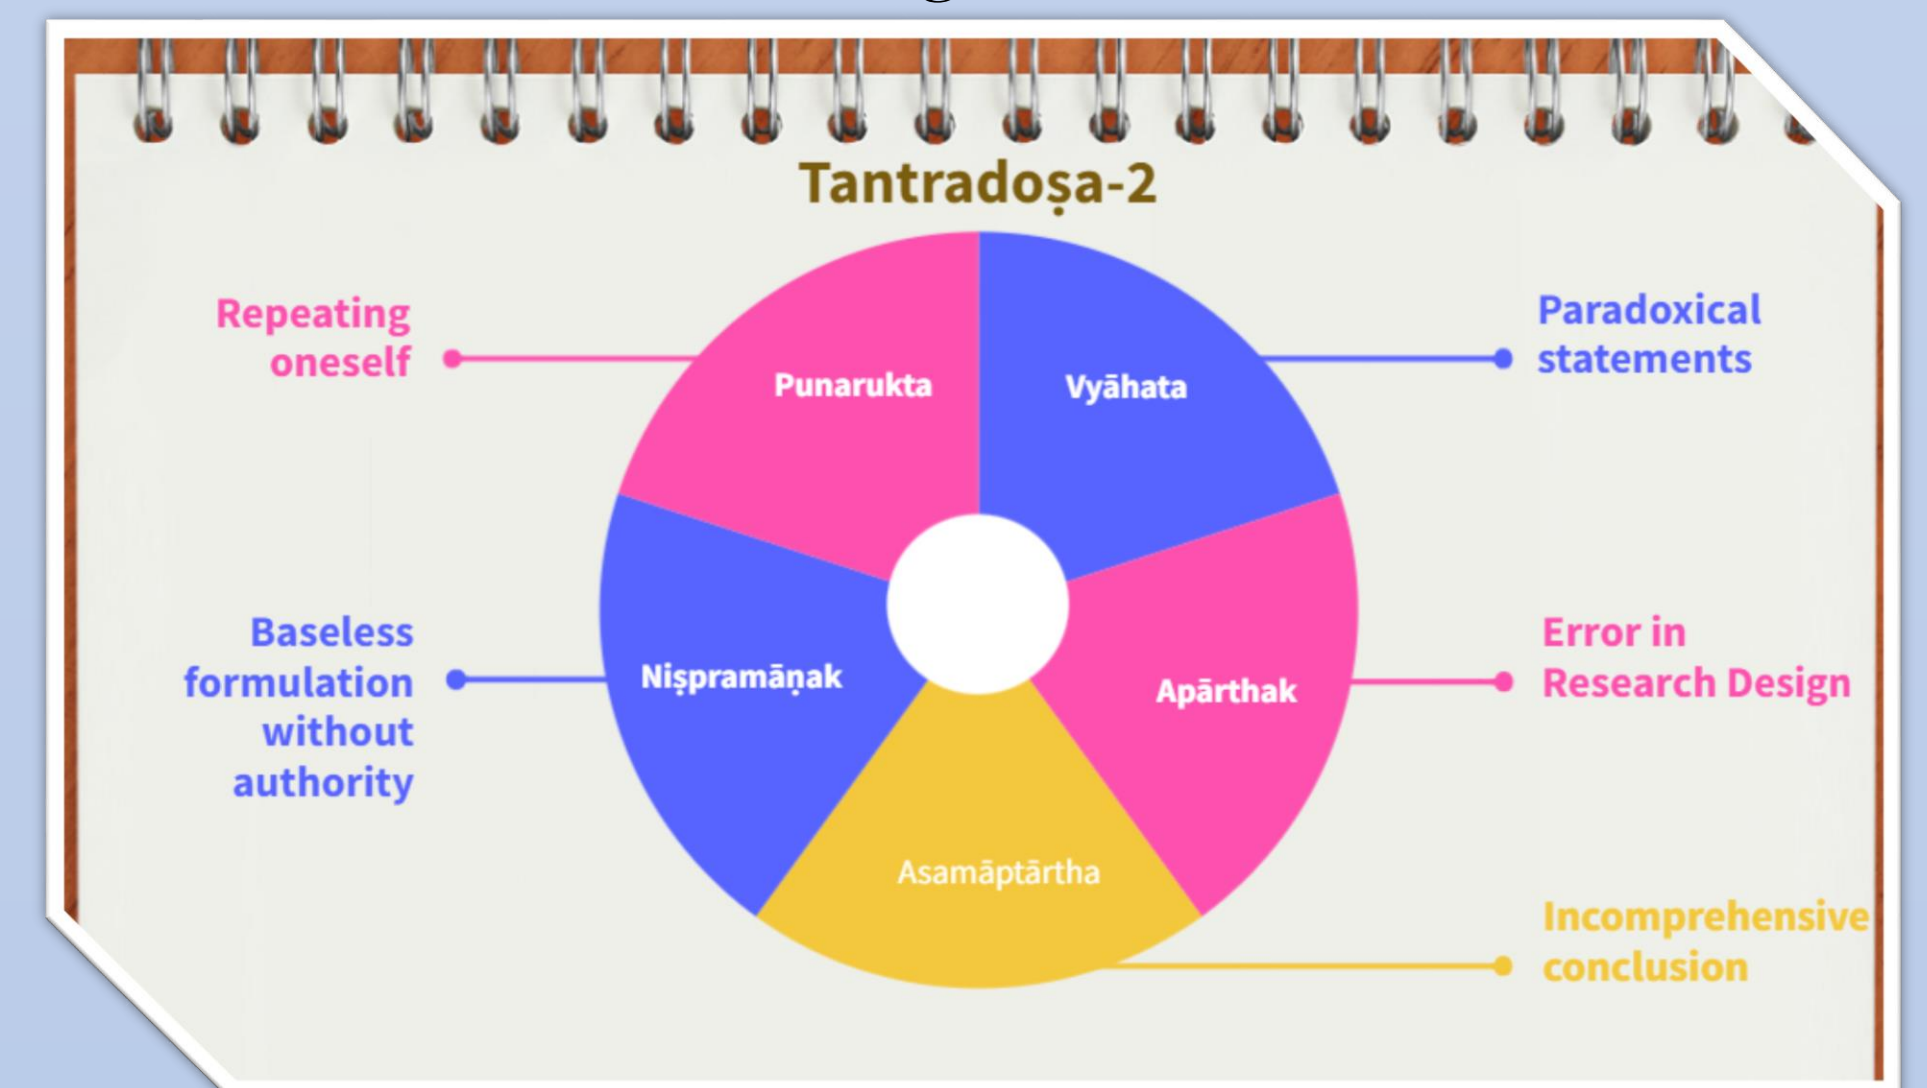 Tantradoṣa-2
Repeating
oneself
Punarukta
Vyāhata
Paradoxical
statements
Baseless
formulation
without
authority
Niṣpramāṇak
Apārthak
Error in
Research Design
Asamāptārtha
Incomprehensive
conclusion